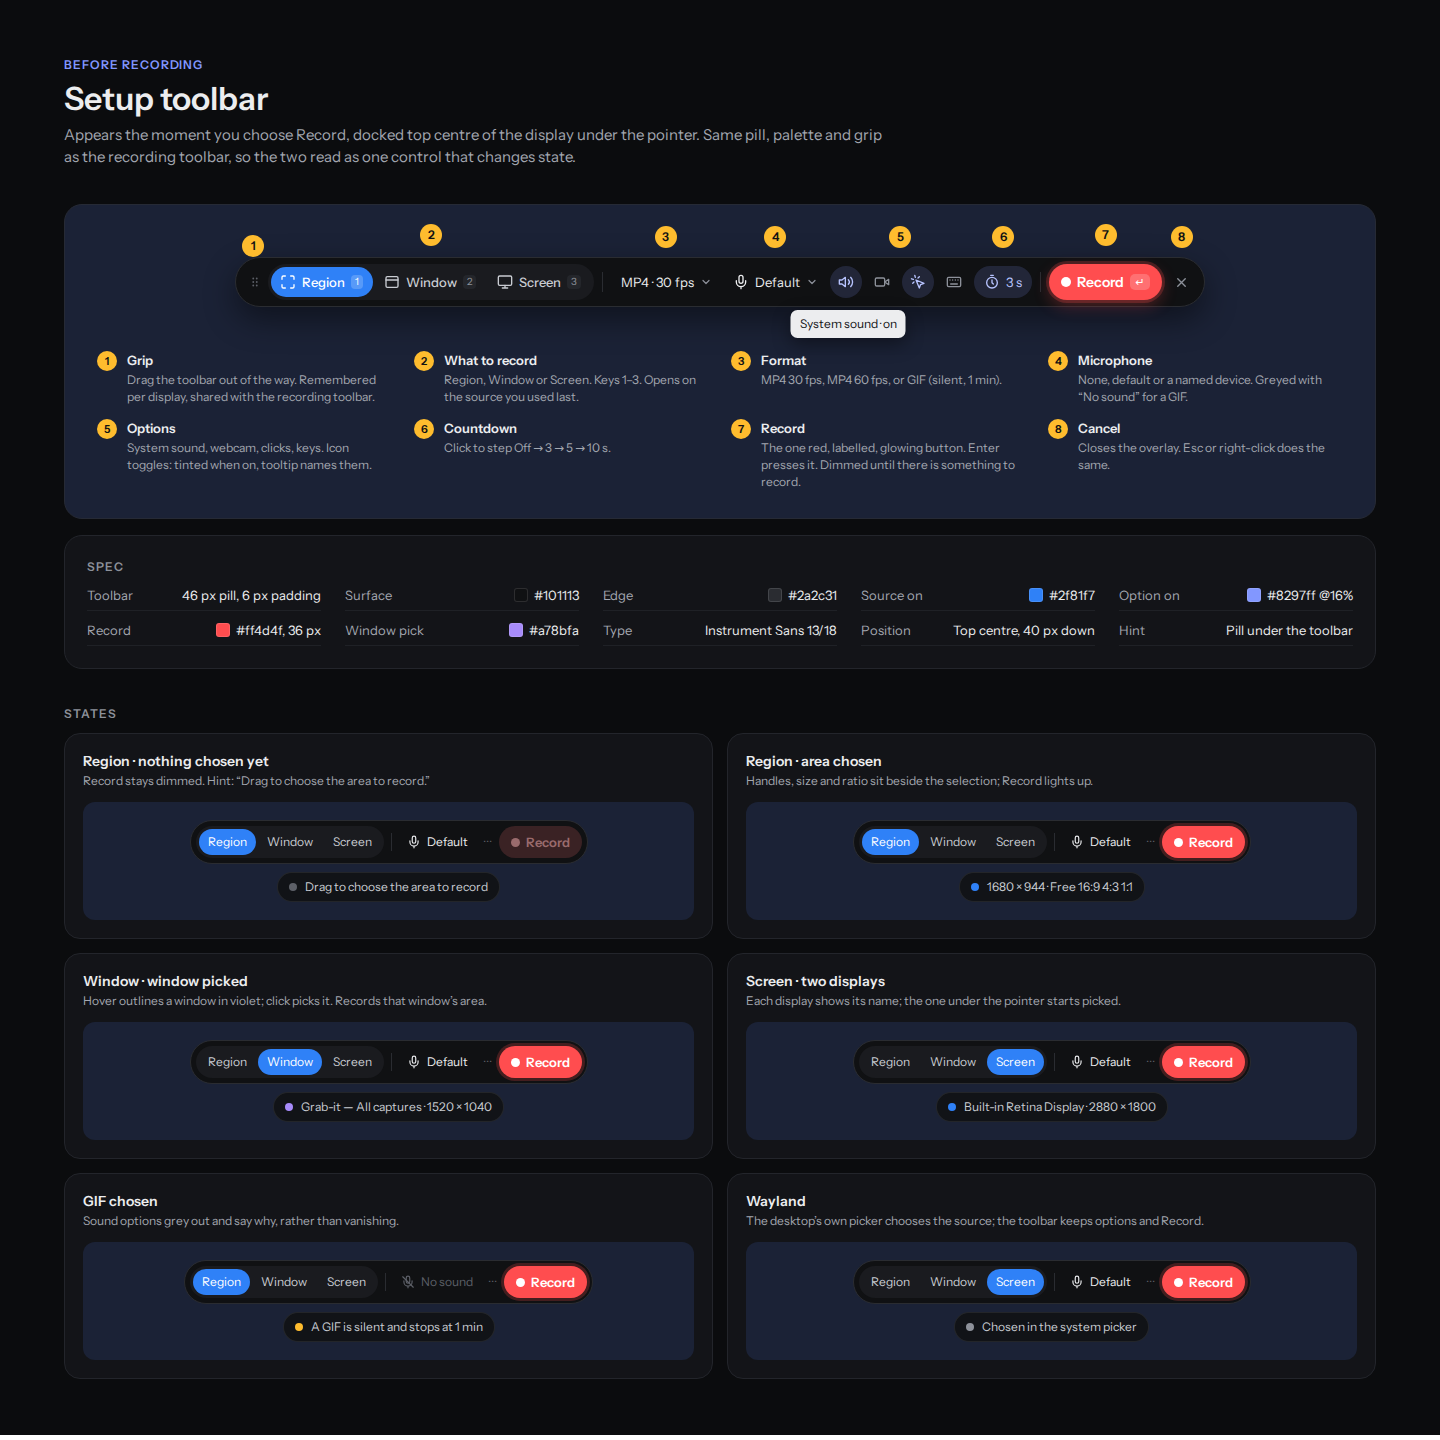 BEFORE RECORDING
Setup toolbar
Appears the moment you choose Record, docked top centre of the display under the pointer. Same pill, palette and grip
as the recording toolbar, so the two read as one control that changes state.
1 2 3 4 5 6 7 8
Region 1 Window 2 Screen 3 MP4 · 30 fps Default 3 s Record ↵ ×
System sound · on
1 Grip
Drag the toolbar out of the way. Remembered
per display, shared with the recording toolbar.
2 What to record
Region, Window or Screen. Keys 1–3. Opens on
the source you used last.
3 Format
MP4 30 fps, MP4 60 fps, or GIF (silent, 1 min).
4 Microphone
None, default or a named device. Greyed with
“No sound” for a GIF.
5 Options
System sound, webcam, clicks, keys. Icon
toggles: tinted when on, tooltip names them.
6 Countdown
Click to step Off → 3 → 5 → 10 s.
7 Record
The one red, labelled, glowing button. Enter
presses it. Dimmed until there is something to
record.
8 Cancel
Closes the overlay. Esc or right-click does the
same.
SPEC
Toolbar 46 px pill, 6 px padding
Surface #101113
Edge #2a2c31
Source on #2f81f7
Option on #8297ff @16%
Record #ff4d4f, 36 px
Window pick #a78bfa
Type Instrument Sans 13/18
Position Top centre, 40 px down
Hint Pill under the toolbar
STATES
Region · nothing chosen yet
Record stays dimmed. Hint: “Drag to choose the area to record.”
Region Window Screen Default ··· Record
Drag to choose the area to record
Region · area chosen
Handles, size and ratio sit beside the selection; Record lights up.
Region Window Screen Default ··· Record
1680 × 944 · Free 16:9 4:3 1:1
Window · window picked
Hover outlines a window in violet; click picks it. Records that window’s area.
Region Window Screen Default ··· Record
Grab-it — All captures · 1520 × 1040
Screen · two displays
Each display shows its name; the one under the pointer starts picked.
Region Window Screen Default ··· Record
Built-in Retina Display · 2880 × 1800
GIF chosen
Sound options grey out and say why, rather than vanishing.
Region Window Screen No sound ··· Record
A GIF is silent and stops at 1 min
Wayland
The desktop’s own picker chooses the source; the toolbar keeps options and Record.
Region Window Screen Default ··· Record
Chosen in the system picker